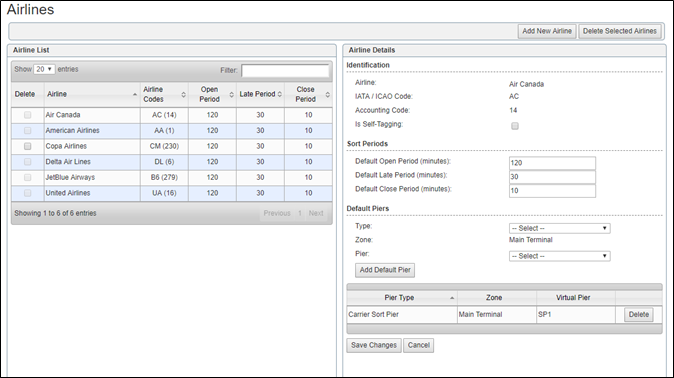 Airlines
Add New Airline Delete Selected Airlines
Airline List
Show 20 entries Filter:
Delete Airline Airline Codes Open Period Late Period Close Period
Air Canada AC (14) 120 30 10
American Airlines AA (1) 120 30 10
Copa Airlines CM (230) 120 30 10
Delta Air Lines DL (6) 120 30 10
JetBlue Airways B6 (279) 120 30 10
United Airlines UA (16) 120 30 10
Showing 1 to 6 of 6 entries Previous 1 Next
Airline Details
Identification
Airline: Air Canada
IATA / ICAO Code: AC
Accounting Code: 14
Is Self-Tagging:
Sort Periods
Default Open Period (minutes): 120
Default Late Period (minutes): 30
Default Close Period (minutes): 10
Default Piers
Type: -- Select --
Zone: Main Terminal
Pier: -- Select --
Add Default Pier
Pier Type Zone Virtual Pier
Carrier Sort Pier Main Terminal SP1 Delete
Save Changes Cancel